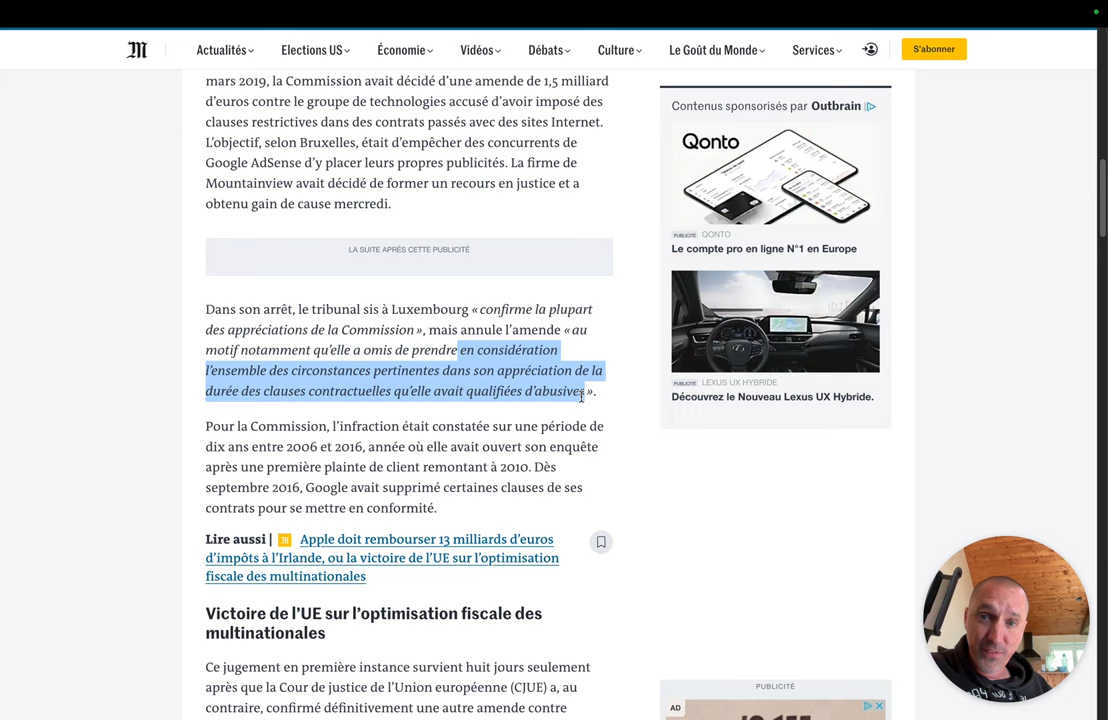 Actualités
Elections US
Économie
Vidéos
Débats
Culture
Le Goût du Monde
Services
S'abonner
mars 2019, la Commission avait décidé d'une amende de 1,5 milliard
d'euros contre le groupe de technologies accusé d'avoir imposé des
clauses restrictives dans des contrats passés avec des sites Internet.
L'objectif, selon Bruxelles, était d'empêcher des concurrents de
Google AdSense d'y placer leurs propres publicités. La firme de
Mountainview avait décidé de former un recours en justice et a
obtenu gain de cause mercredi.
LA SUITE APRÈS CETTE PUBLICITÉ
Dans son arrêt, le tribunal sis à Luxembourg « confirme la plupart
des appréciations de la Commission », mais annule l'amende « au
motif notamment qu'elle a omis de prendre en considération
l'ensemble des circonstances pertinentes dans son appréciation de la
durée des clauses contractuelles qu'elle avait qualifiées d'abusives ».
Pour la Commission, l'infraction était constatée sur une période de
dix ans entre 2006 et 2016, année où elle avait ouvert son enquête
après une première plainte de client remontant à 2010. Dès
septembre 2016, Google avait supprimé certaines clauses de ses
contrats pour se mettre en conformité.
Lire aussi | Apple doit rembourser 13 milliards d'euros
d'impôts à l'Irlande, ou la victoire de l'UE sur l'optimisation
fiscale des multinationales
Victoire de l'UE sur l'optimisation fiscale des
multinationales
Ce jugement en première instance survient huit jours seulement
après que la Cour de justice de l'Union européenne (CJUE) a, au
contraire, confirmé définitivement une autre amende contre
Contenus sponsorisés par Outbrain
Qonto
PUBLICITÉ QONTO
Le compte pro en ligne N°1 en Europe
PUBLICITÉ LEXUS UX HYBRIDE
Découvrez le Nouveau Lexus UX Hybride.
PUBLICITÉ
AD